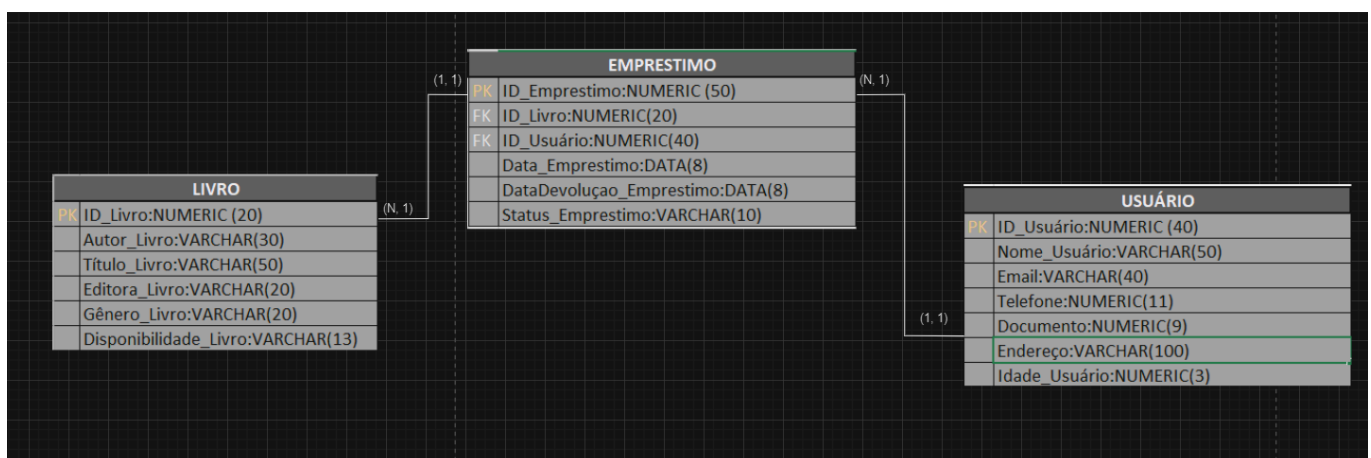 EMPRESTIMO
(1, 1)
(N, 1)
PK ID_Emprestimo:NUMERIC (50)
FK ID_Livro:NUMERIC(20)
FK ID_Usuário:NUMERIC(40)
Data_Emprestimo:DATA(8)
DataDevoluçao_Emprestimo:DATA(8)
Status_Emprestimo:VARCHAR(10)
LIVRO
(N, 1)
PK ID_Livro:NUMERIC (20)
Autor_Livro:VARCHAR(30)
Título_Livro:VARCHAR(50)
Editora_Livro:VARCHAR(20)
Gênero_Livro:VARCHAR(20)
Disponibilidade_Livro:VARCHAR(13)
USUÁRIO
PK ID_Usuário:NUMERIC (40)
Nome_Usuário:VARCHAR(50)
Email:VARCHAR(40)
Telefone:NUMERIC(11)
(1, 1)
Documento:NUMERIC(9)
Endereço:VARCHAR(100)
Idade_Usuário:NUMERIC(3)